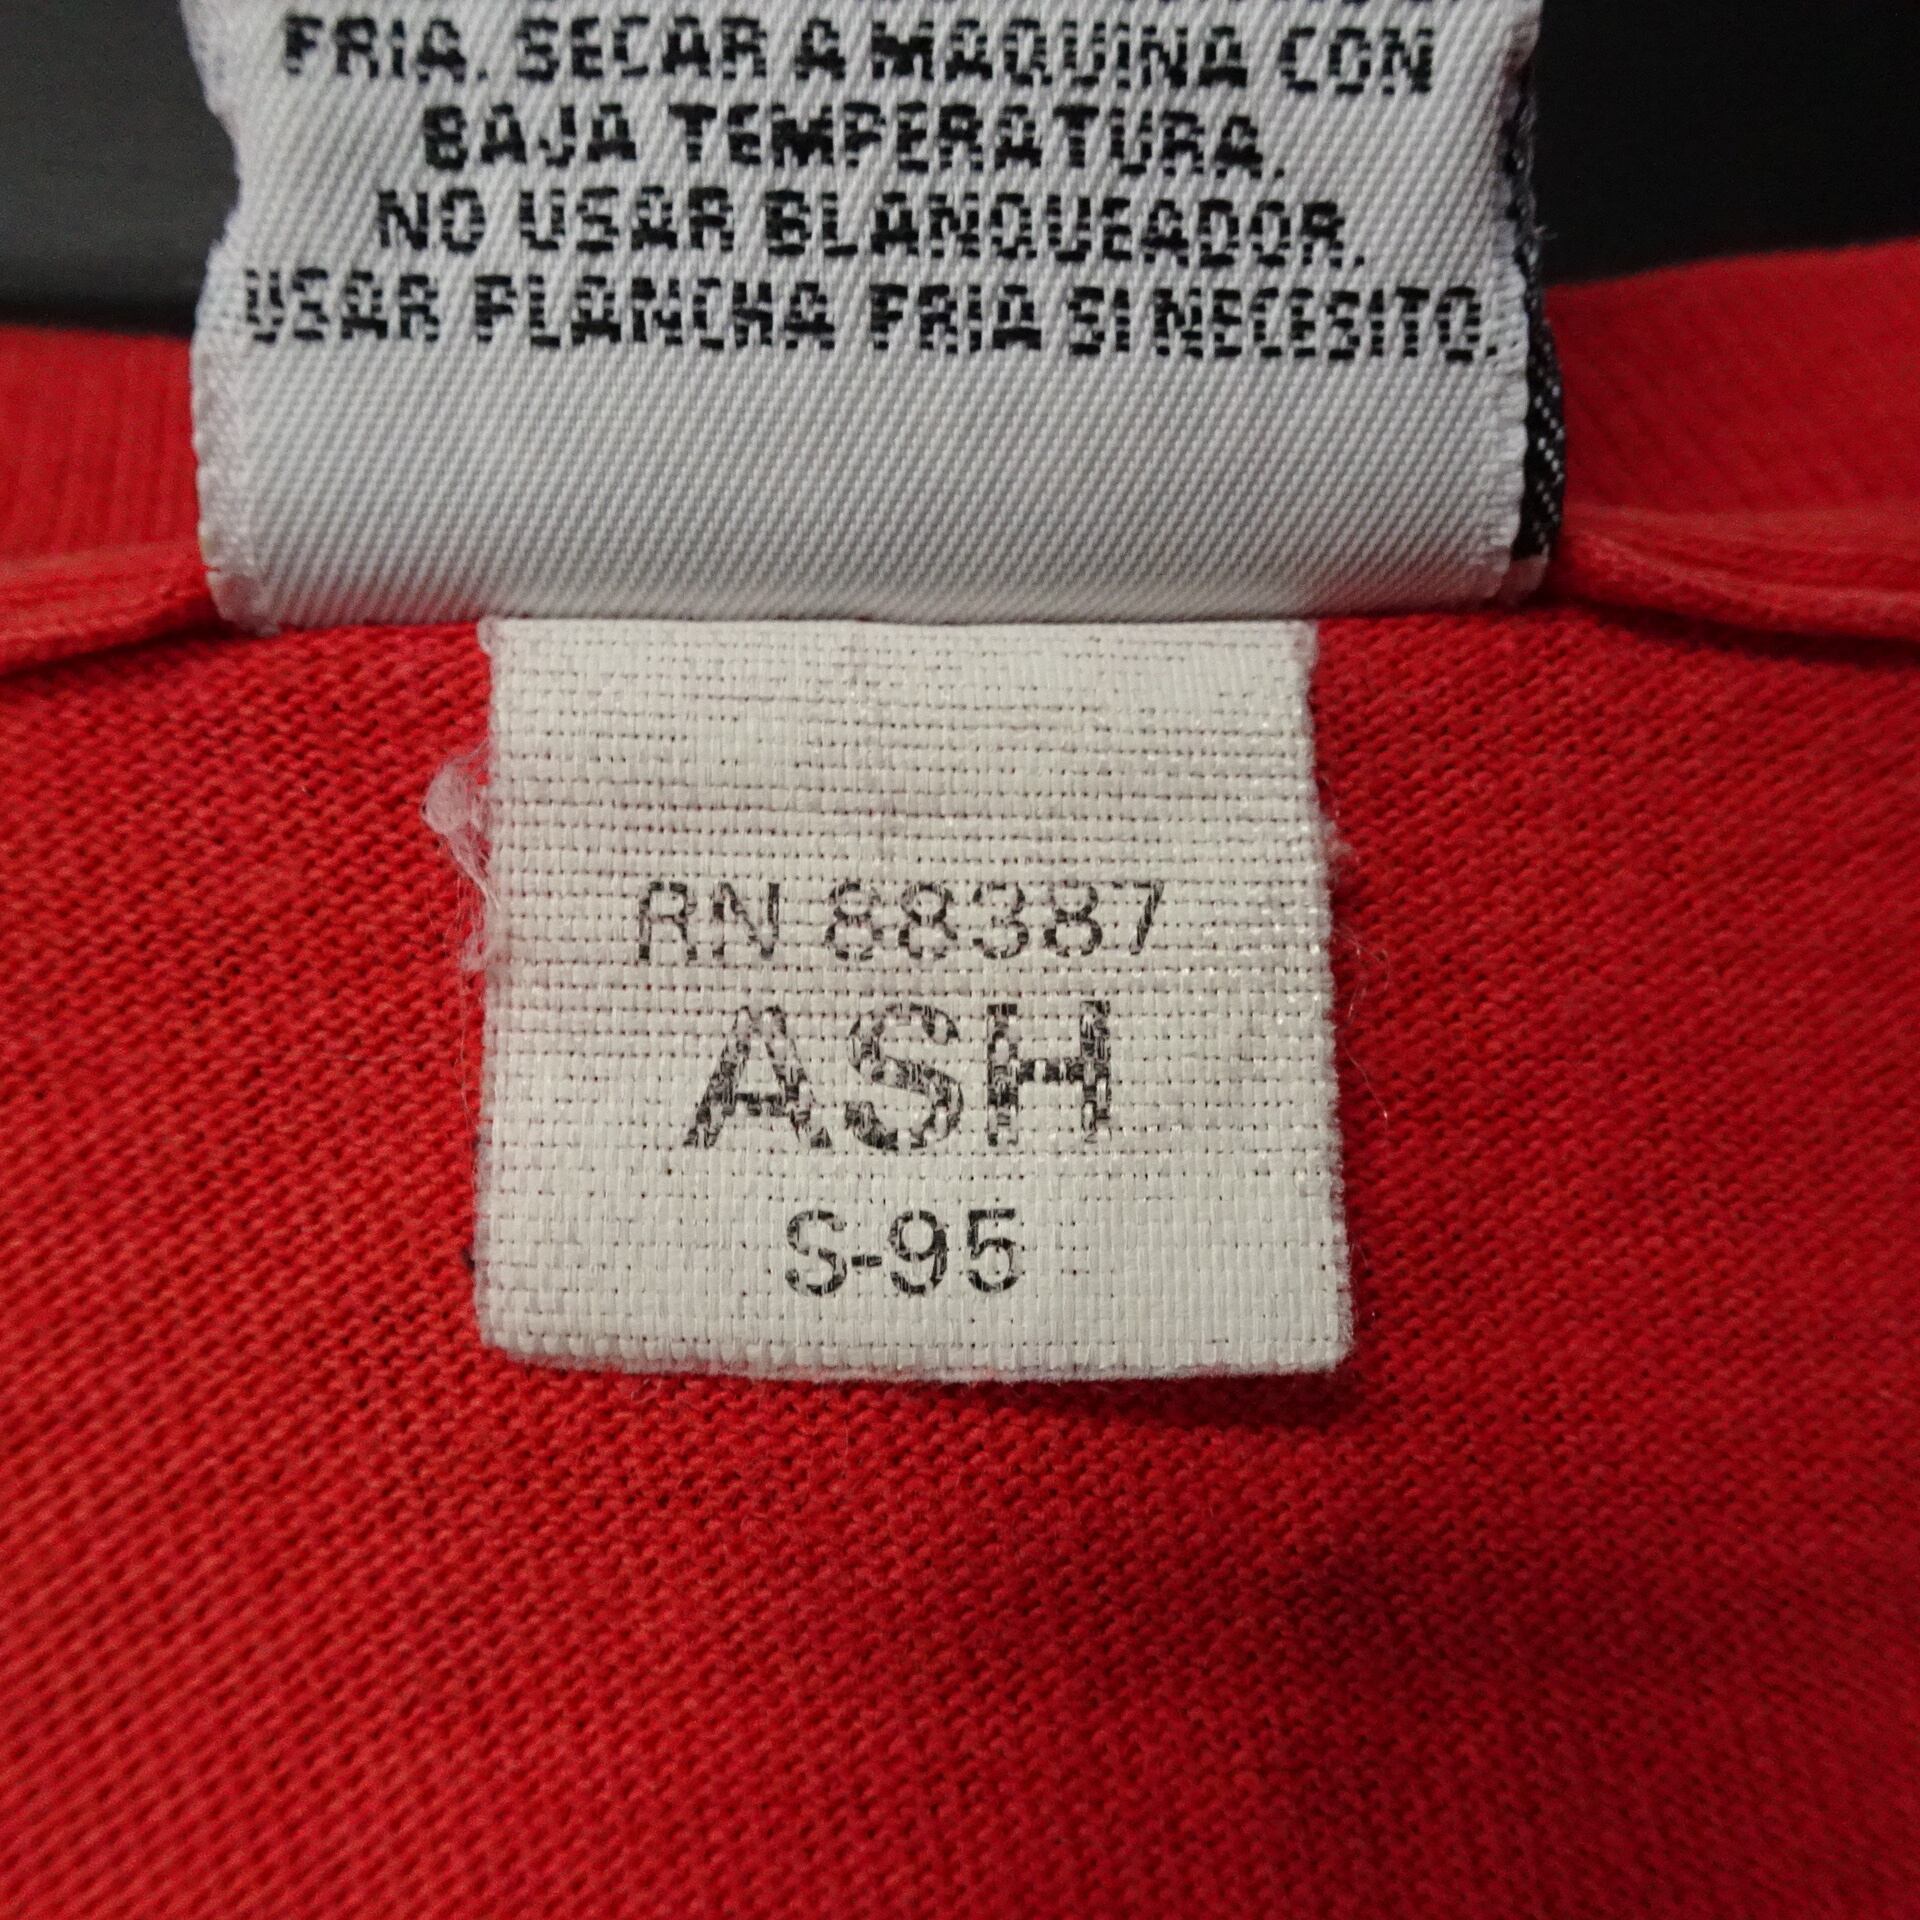 FRIA. SECAR A MAQUINA CON
BAJA TEMPERATURA.
NO USAR BLANQUEADOR.
USAR PLANCHA FRIA SI NECESITO.
RN 88387
ASH
S-95